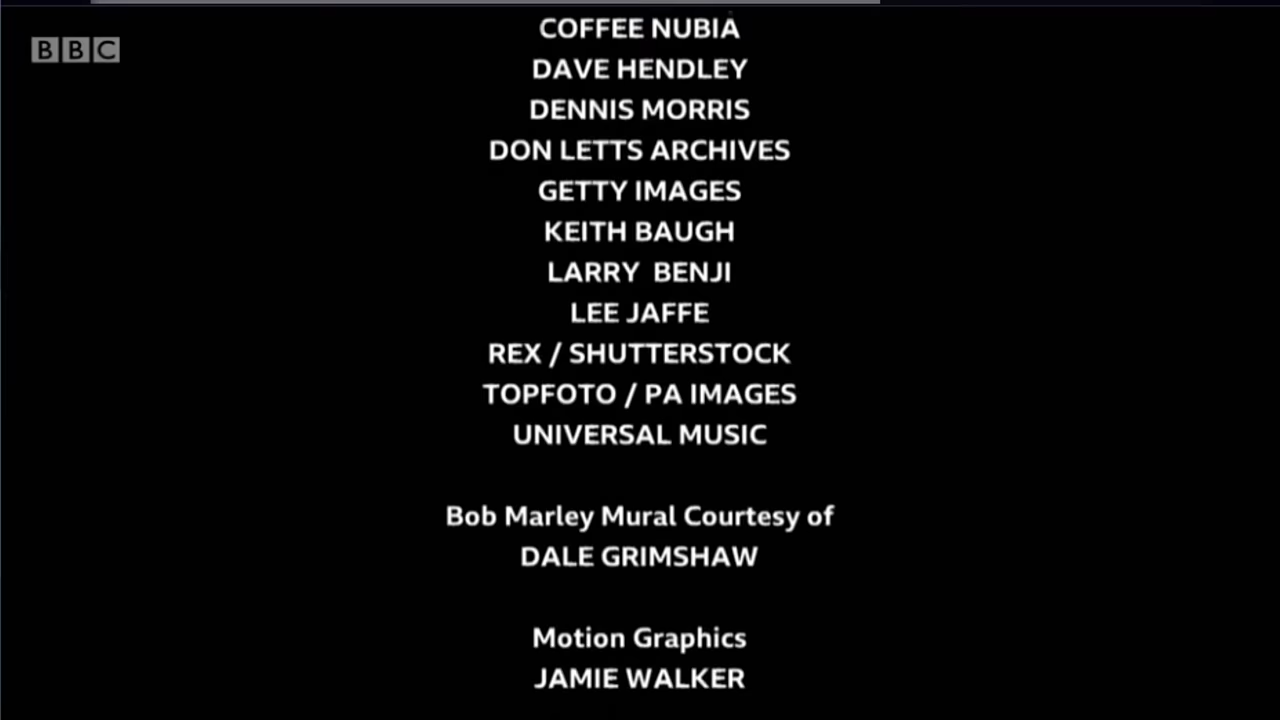 BBC
COFFEE NUBIA
DAVE HENDLEY
DENNIS MORRIS
DON LETTS ARCHIVES
GETTY IMAGES
KEITH BAUGH
LARRY  BENJI
LEE JAFFE
REX / SHUTTERSTOCK
TOPFOTO / PA IMAGES
UNIVERSAL MUSIC
Bob Marley Mural Courtesy of
DALE GRIMSHAW
Motion Graphics
JAMIE WALKER